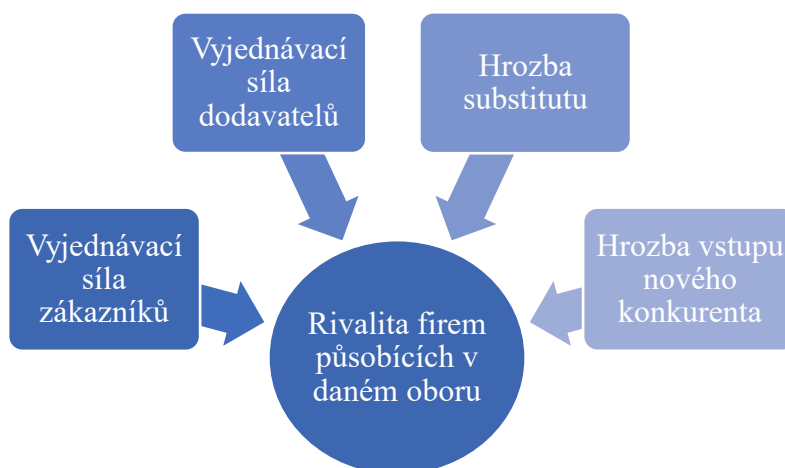 Vyjednávací
síla
dodavatelů
Hrozba
substitutu
Vyjednávací
síla
zákazníků
Hrozba vstupu
nového
konkurenta
Rivalita firem
působících v
daném oboru